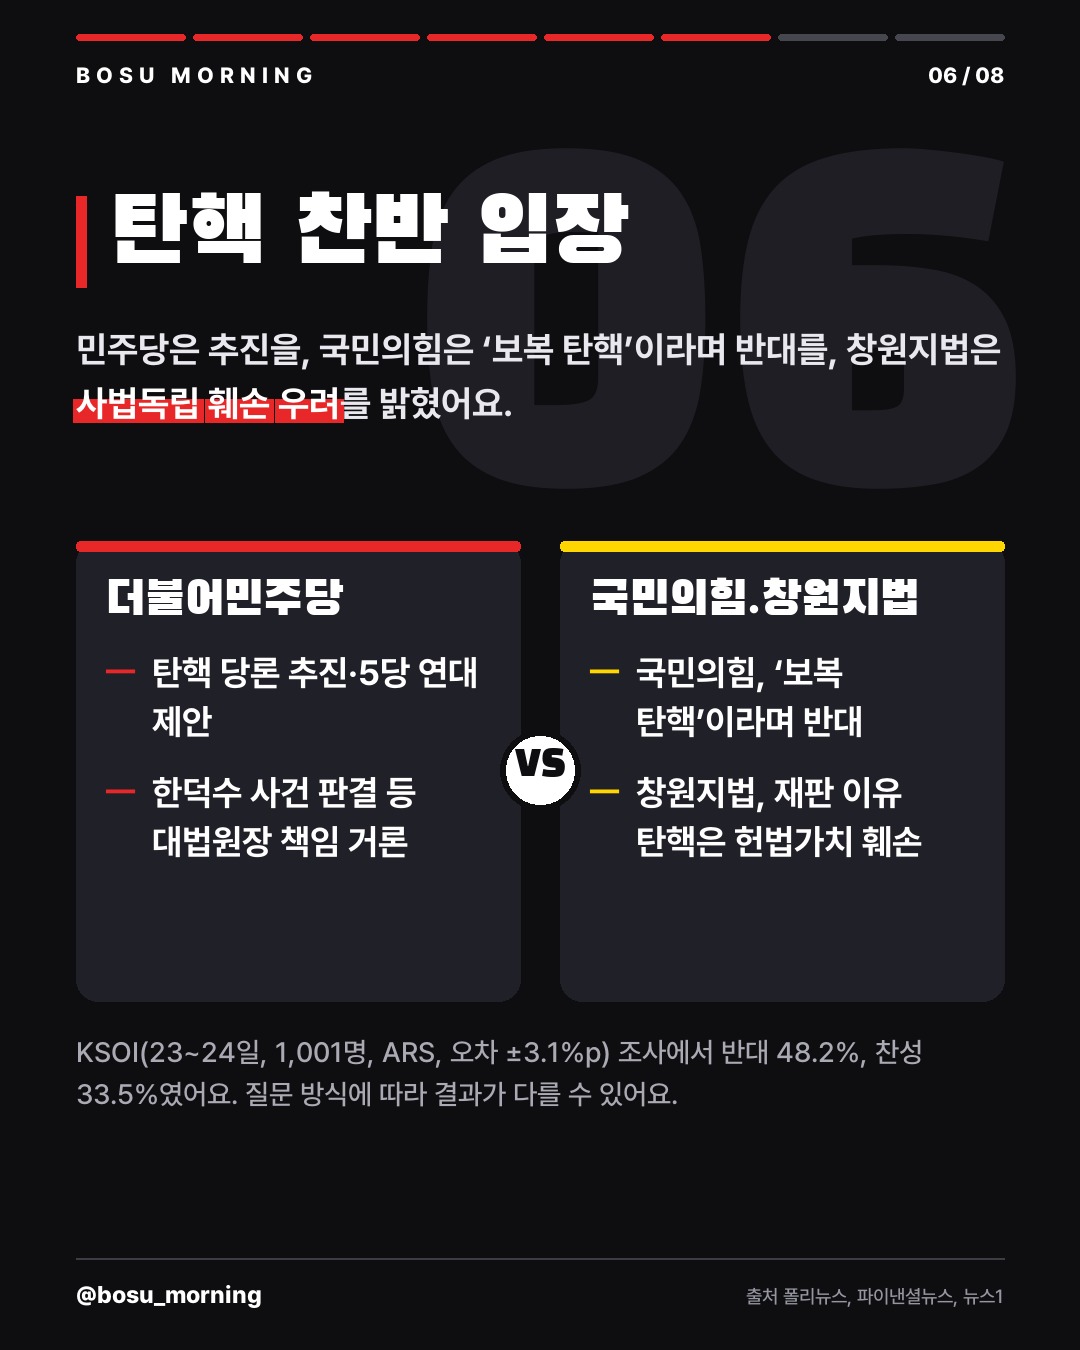 BOSU MORNING
06 / 08
06
탄핵 찬반 입장
민주당은 추진을, 국민의힘은 ‘보복 탄핵’이라며 반대를, 창원지법은
사법독립 훼손 우려를 밝혔어요.
더불어민주당
탄핵 당론 추진·5당 연대
제안
한덕수 사건 판결 등
대법원장 책임 거론
VS
국민의힘.창원지법
국민의힘, ‘보복
탄핵’이라며 반대
창원지법, 재판 이유
탄핵은 헌법가치 훼손
KSOI(23~24일, 1,001명, ARS, 오차 ±3.1%p) 조사에서 반대 48.2%, 찬성
33.5%였어요. 질문 방식에 따라 결과가 다를 수 있어요.
@bosu_morning
출처 폴리뉴스, 파이낸셜뉴스, 뉴스1